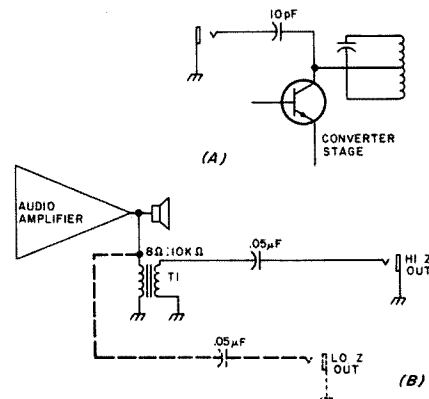 10pF
CONVERTER
STAGE
(A)
AUDIO
AMPLIFIER
8Ω:10KΩ
T1
.05µF
HI Z
OUT
.05µF
LO Z
OUT
(B)